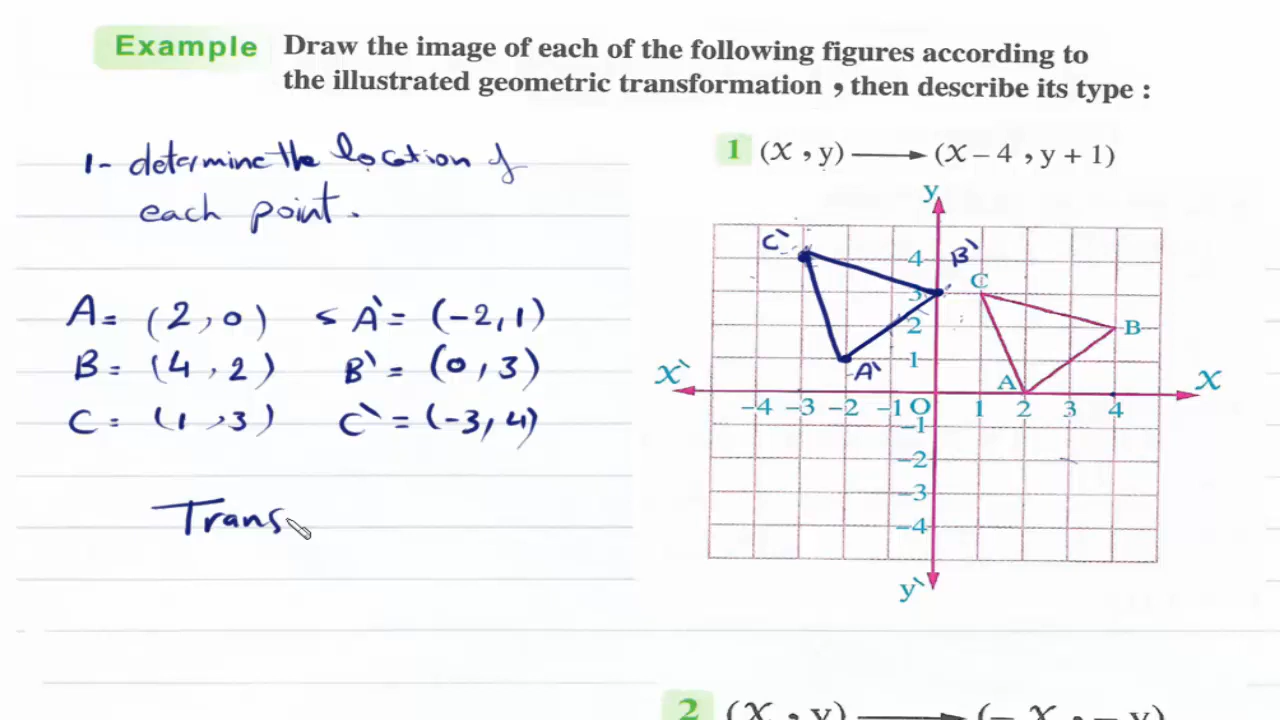 Example Draw the image of each of the following figures according to
the illustrated geometric transformation , then describe its type :
1- determine the location of
each point.
A = (2,0) , A` = (-2,1)
B = (4,2) B` = (0,3)
C = (1,3) C` = (-3,4)
Trans
1 (x , y) ⟶ (x – 4 , y + 1)
y
C` 4 B`
3 C
2 B
1
A` A
x` x
-4 -3 -2 -1 O 1 2 3 4
-1
-2
-3
-4
y`
2 (x , y) ⟶ (– x , – y)